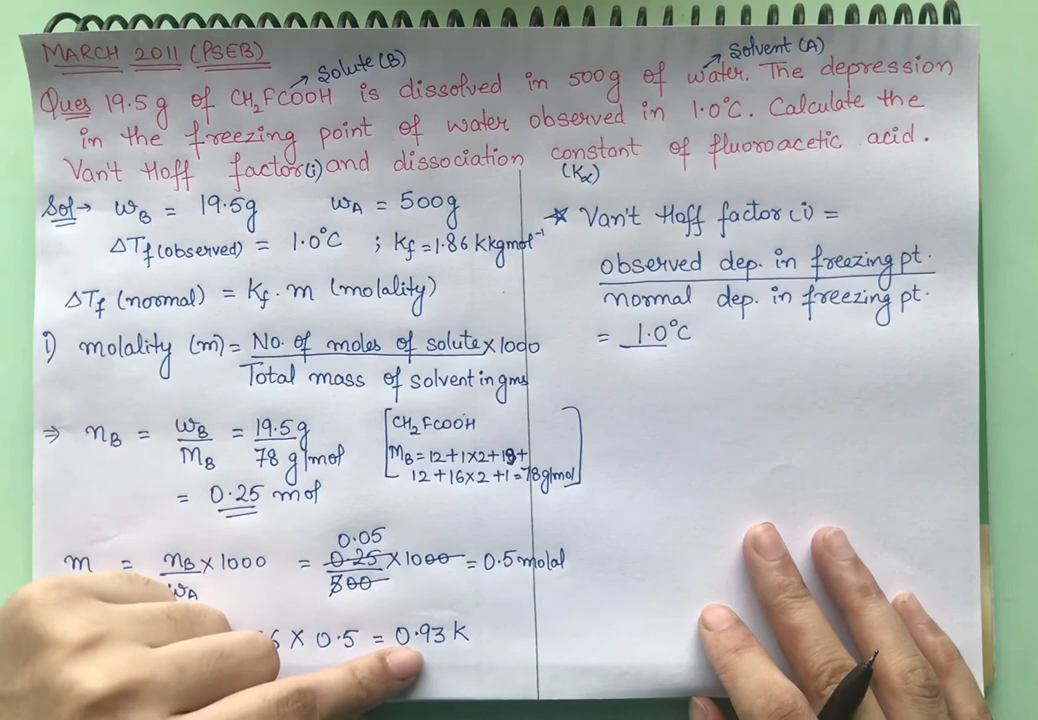 MARCH 2011 (PSEB)
Solute (B)
Solvent (A)
Ques 19.5g of CH₂FCOOH is dissolved in 500g of water. The depression
in the freezing point of water observed in 1.0°C. Calculate the
Van't Hoff factor(i) and dissociation constant of fluoroacetic acid.
(Kα)
Sol→ wB = 19.5g wA = 500g
ΔTf (observed) = 1.0°C ; Kf = 1.86 K kg mol⁻¹
ΔTf (normal) = Kf . m (molality)
i) molality (m) = No. of moles of solute × 1000
Total mass of solvent in gms
⇒ nB = wB = 19.5g
MB 78 g/mol
= 0.25 mol
[CH₂FCOOH
MB = 12+1×2+19+
12+16×2+1 = 78g/mol]
0.05
m = nB × 1000 = 0.25 × 1000 = 0.5 molal
wA 500
6 × 0.5 = 0.93 K
* Van't Hoff factor (i) =
observed dep. in freezing pt.
normal dep. in freezing pt.
= 1.0°C